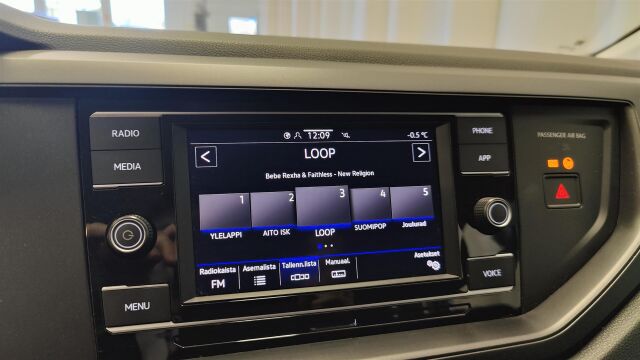 RADIO
MEDIA
MENU
12:09
-0.5 °C
LOOP
Bebe Rexha & Faithless - New Religion
1 2 3 4 5
YLELAPPI AITO ISK LOOP SUOMIPOP Jouluradio
Radiokaista Asemalista Tallenn.lista Manuaal. Asetukset
FM
PHONE
APP
VOICE
PASSENGER AIR BAG